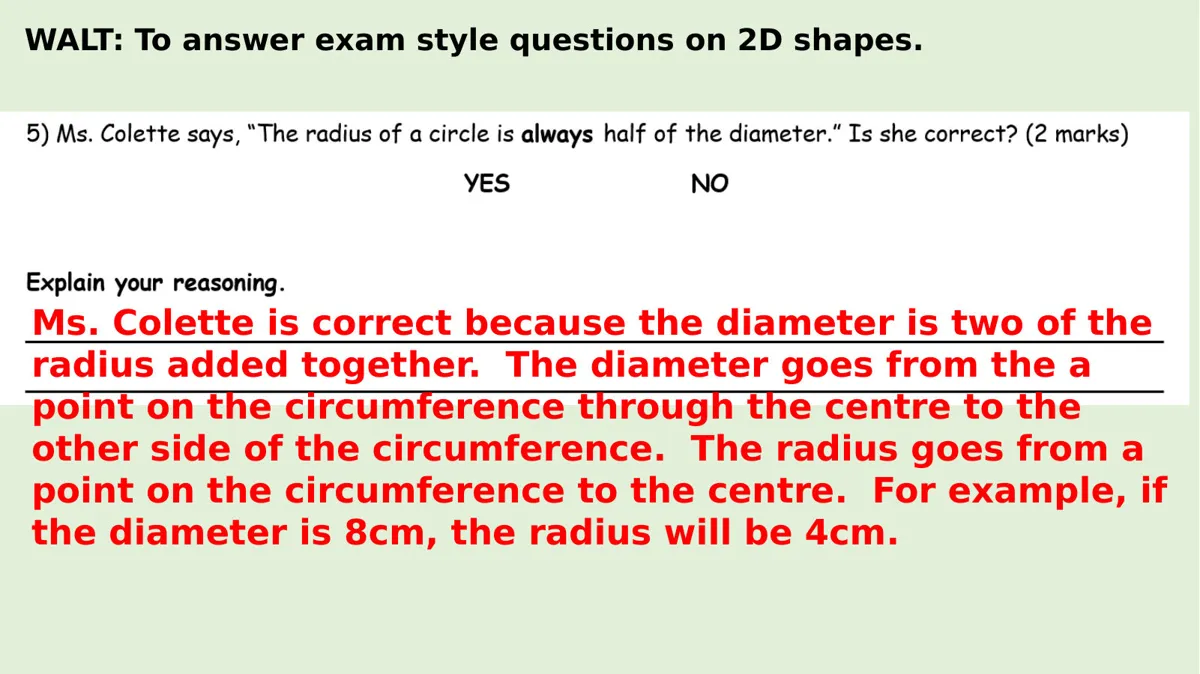 WALT: To answer exam style questions on 2D shapes.
5) Ms. Colette says, “The radius of a circle is always half of the diameter.” Is she correct? (2 marks)
YES NO
Explain your reasoning.
Ms. Colette is correct because the diameter is two of the
radius added together.  The diameter goes from the a
point on the circumference through the centre to the
other side of the circumference.  The radius goes from a
point on the circumference to the centre.  For example, if
the diameter is 8cm, the radius will be 4cm.